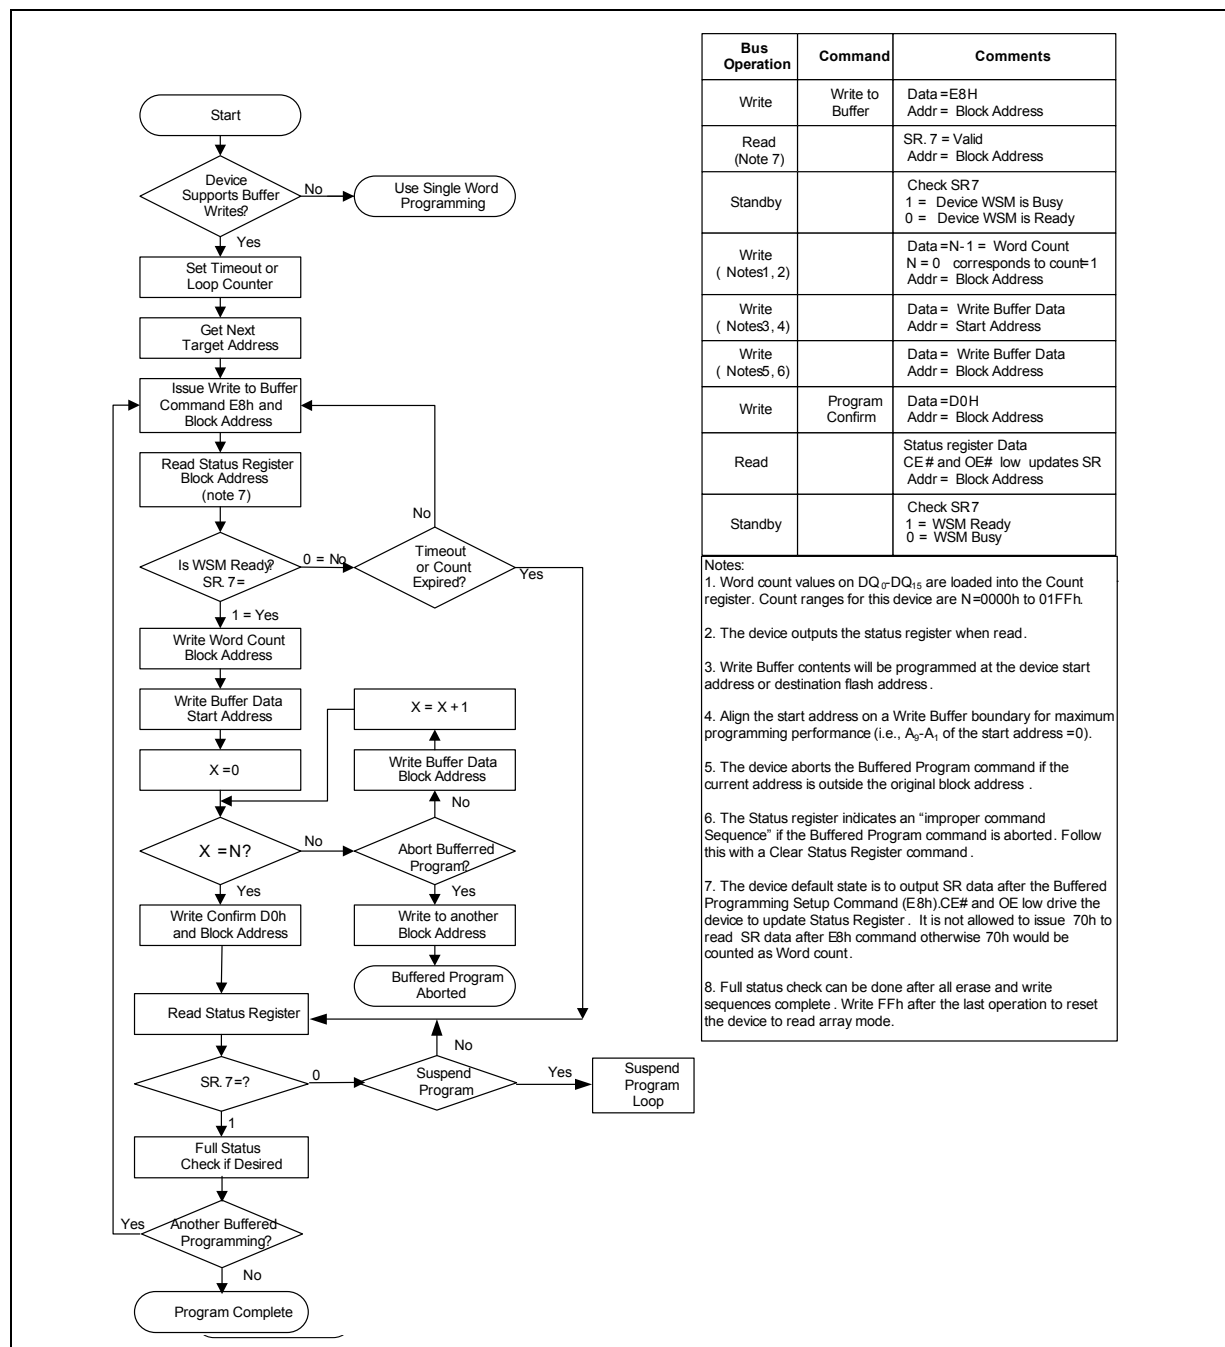 Start
Device
Supports Buffer
Writes?
No
Use Single Word
Programming
Yes
Set Timeout or
Loop Counter
Get Next
Target Address
Issue Write to Buffer
Command E8h and
Block Address
Read Status Register
Block Address
(note 7)
No
Is WSM Ready?
SR. 7 =
0 = No
Timeout
or Count
Expired?
Yes
1 = Yes
Write Word Count
Block Address
Write Buffer Data
Start Address
X = X + 1
X =0
Write Buffer Data
Block Address
No
X =N?
No
Abort Bufferred
Program?
Yes
Yes
Write Confirm D0h
and Block Address
Write to another
Block Address
Buffered Program
Aborted
Read Status Register
No
SR. 7=?
0
Suspend
Program
Yes
Suspend
Program
Loop
1
Full Status
Check if Desired
Yes
Another Buffered
Programming?
No
Program Complete
Bus
Operation
Command
Comments
Write
Write to
Buffer
Data =E8H
Addr = Block Address
Read
(Note 7)
SR. 7 = Valid
Addr = Block Address
Standby
Check SR7
1 = Device WSM is Busy
0 = Device WSM is Ready
Write
( Notes1, 2)
Data =N-1 = Word Count
N = 0 corresponds to count=1
Addr = Block Address
Write
( Notes3, 4)
Data = Write Buffer Data
Addr = Start Address
Write
( Notes5, 6)
Data = Write Buffer Data
Addr = Block Address
Write
Program
Confirm
Data =D0H
Addr = Block Address
Read
Status register Data
CE# and OE# low updates SR
Addr = Block Address
Standby
Check SR7
1 = WSM Ready
0 = WSM Busy
Notes:
1. Word count values on DQ0-DQ15 are loaded into the Count
register. Count ranges for this device are N=0000h to 01FFh.
2. The device outputs the status register when read.
3. Write Buffer contents will be programmed at the device start
address or destination flash address.
4. Align the start address on a Write Buffer boundary for maximum
programming performance (i.e., A9-A1 of the start address =0).
5. The device aborts the Buffered Program command if the
current address is outside the original block address .
6. The Status register indicates an “improper command
Sequence” if the Buffered Program command is aborted. Follow
this with a Clear Status Register command .
7. The device default state is to output SR data after the Buffered
Programming Setup Command (E8h).CE# and OE low drive the
device to update Status Register . It is not allowed to issue 70h to
read SR data after E8h command otherwise 70h would be
counted as Word count.
8. Full status check can be done after all erase and write
sequences complete . Write FFh after the last operation to reset
the device to read array mode.